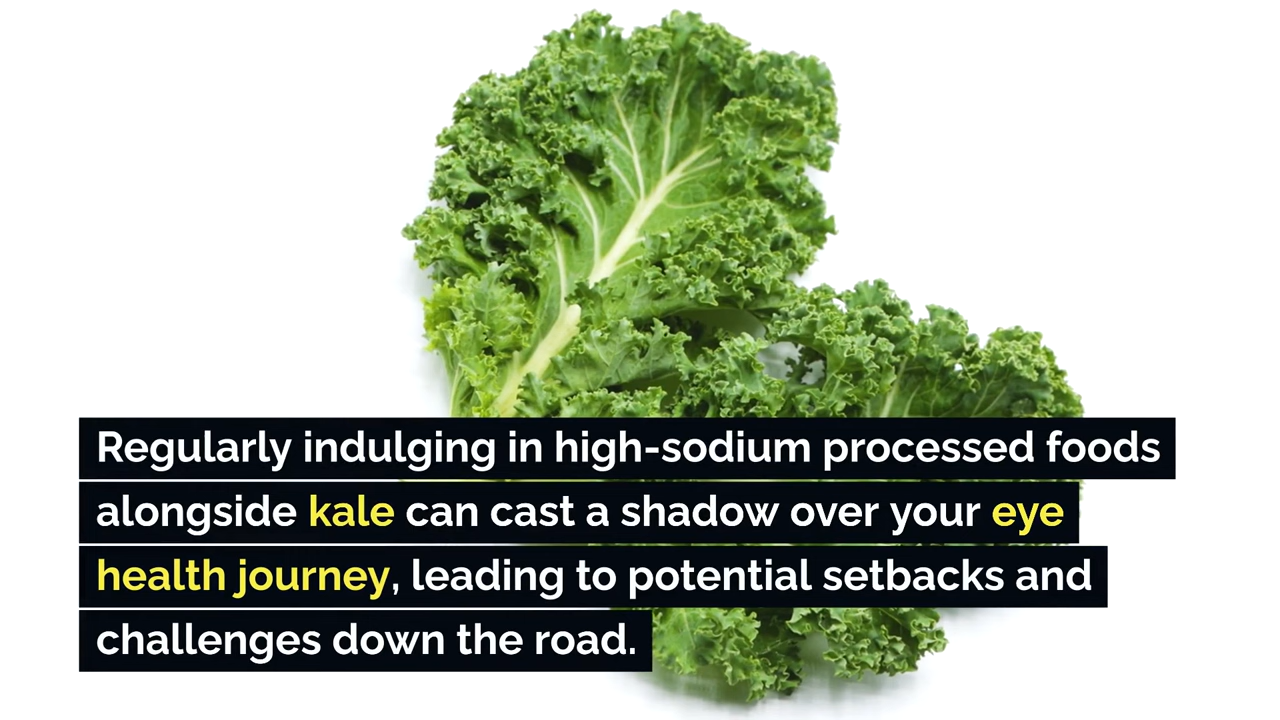 Regularly indulging in high-sodium processed foods
alongside kale can cast a shadow over your eye
health journey, leading to potential setbacks and
challenges down the road.